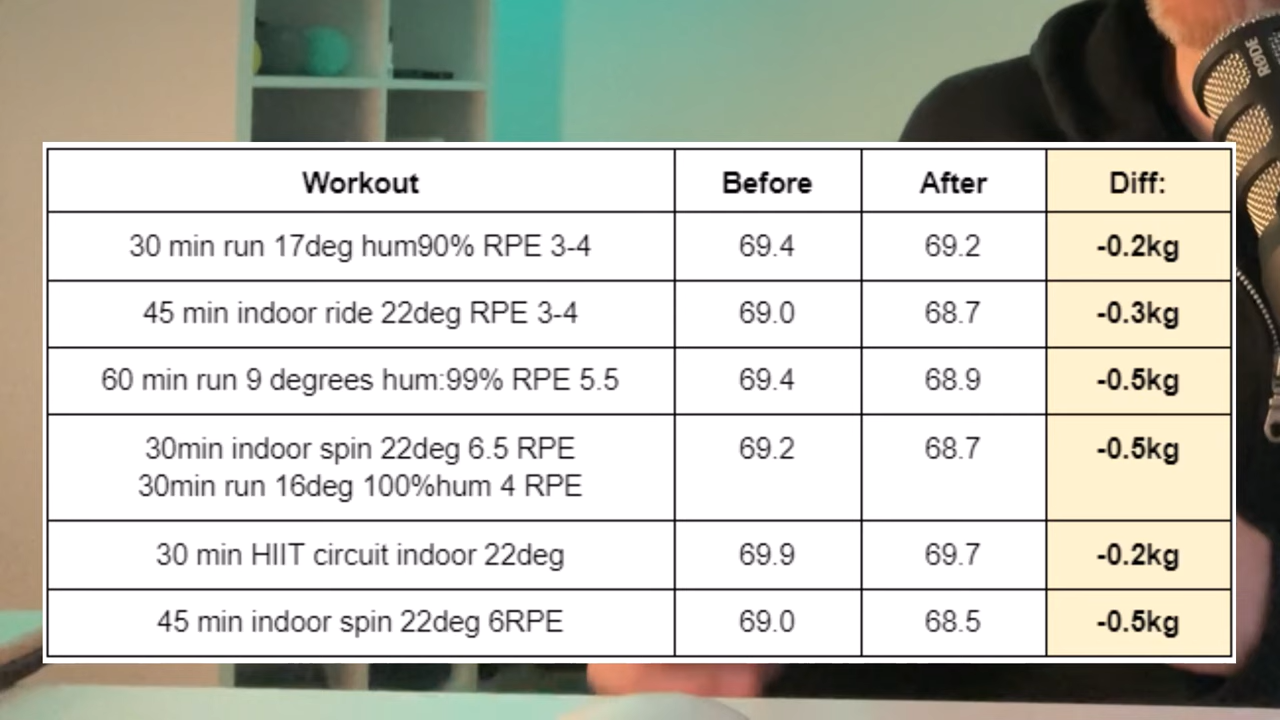 Workout Before After Diff:
30 min run 17deg hum90% RPE 3-4 69.4 69.2 -0.2kg
45 min indoor ride 22deg RPE 3-4 69.0 68.7 -0.3kg
60 min run 9 degrees hum:99% RPE 5.5 69.4 68.9 -0.5kg
30min indoor spin 22deg 6.5 RPE 69.2 68.7 -0.5kg
30min run 16deg 100%hum 4 RPE
30 min HIIT circuit indoor 22deg 69.9 69.7 -0.2kg
45 min indoor spin 22deg 6RPE 69.0 68.5 -0.5kg
RØDE